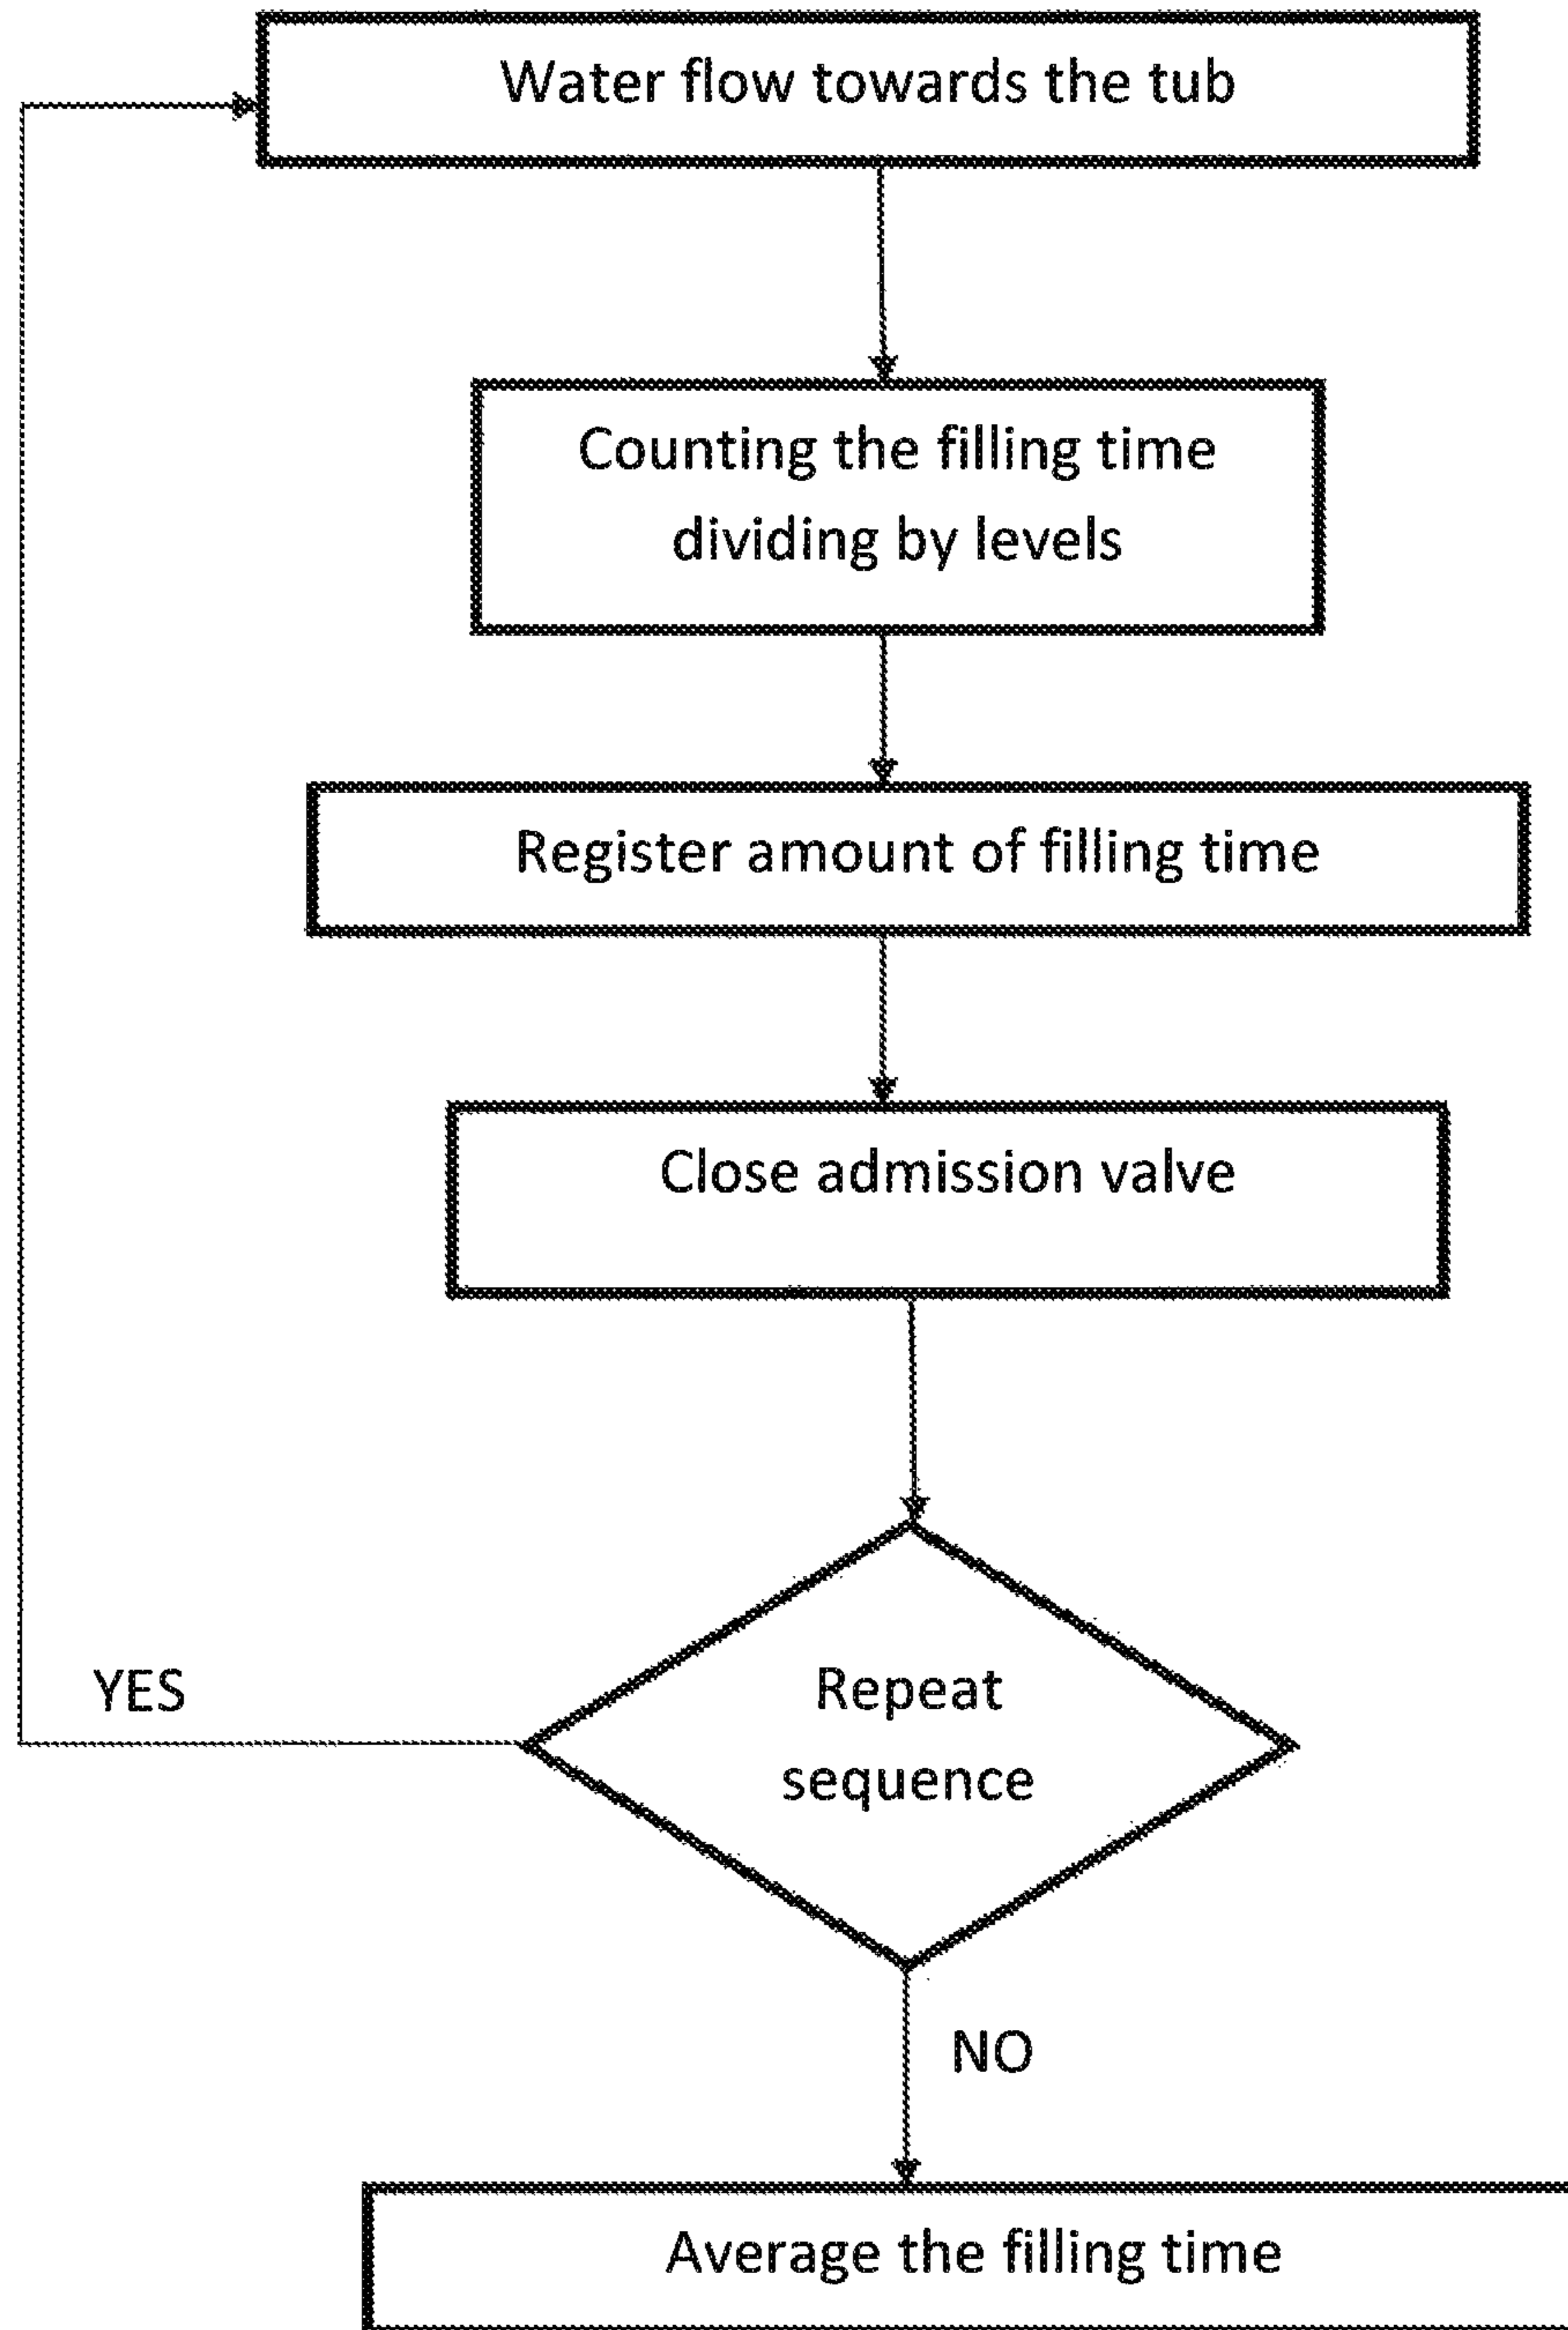 Water flow towards the tub
Counting the filling time
dividing by levels
Register amount of filling time
Close admission valve
YES
Repeat
sequence
NO
Average the filling time